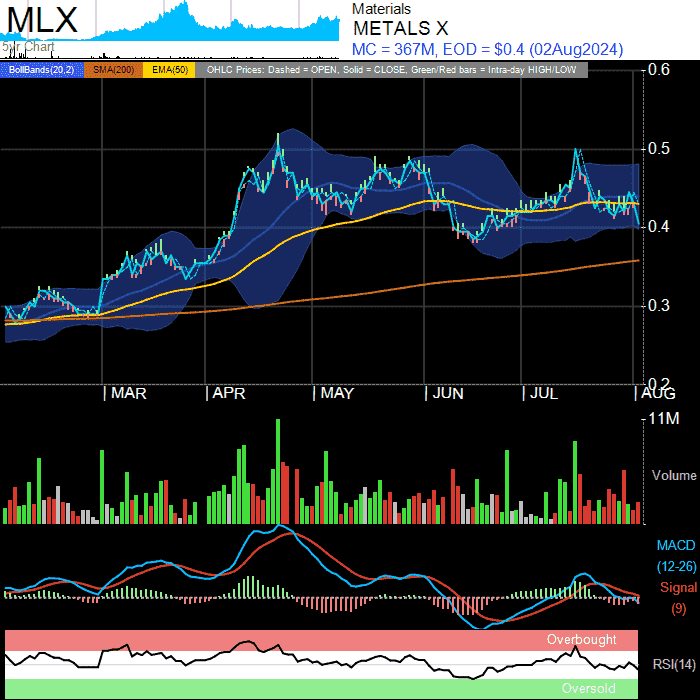 MLX
5yr Chart
Materials
METALS X
MC = 367M, EOD = $0.4 (02Aug2024)
BollBands(20,2) SMA(200) EMA(50) OHLC Prices: Dashed = OPEN, Solid = CLOSE, Green/Red bars = Intra-day HIGH/LOW
0.6
0.5
0.4
0.3
0.2
MAR APR MAY JUN JUL AUG
11M
Volume
MACD
(12-26)
Signal
(9)
Overbought
RSI(14)
Oversold